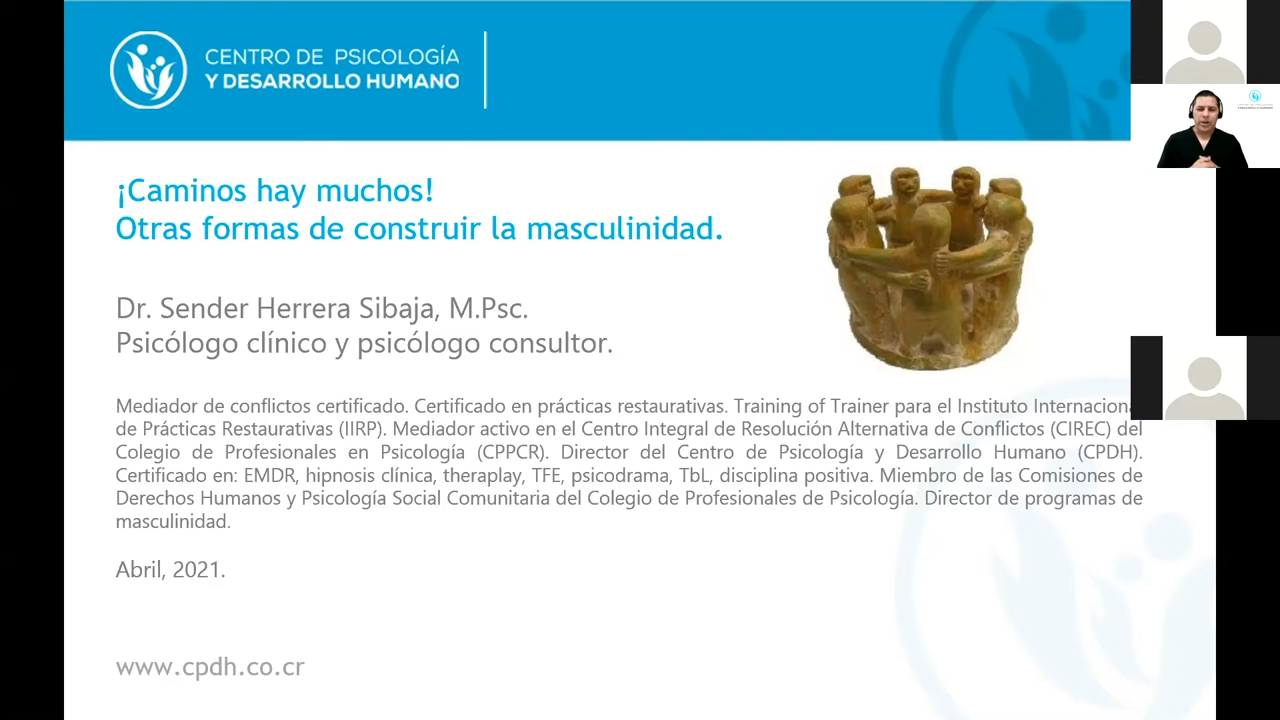 CENTRO DE PSICOLOGÍA
Y DESARROLLO HUMANO
¡Caminos hay muchos!
Otras formas de construir la masculinidad.
Dr. Sender Herrera Sibaja, M.Psc.
Psicólogo clínico y psicólogo consultor.
Mediador de conflictos certificado. Certificado en prácticas restaurativas. Training of Trainer para el Instituto
de Prácticas Restaurativas (IIRP). Mediador activo en el Centro Integral de Resolución Alternativa de Conflictos (CIREC) del
Colegio de Profesionales en Psicología (CPPCR). Director del Centro de Psicología y Desarrollo Humano (CPDH).
Certificado en: EMDR, hipnosis clínica, theraplay, TFE, psicodrama, TbL, disciplina positiva. Miembro de las Comisiones de
Derechos Humanos y Psicología Social Comunitaria del Colegio de Profesionales de Psicología. Director de programas de
masculinidad.
Abril, 2021.
www.cpdh.co.cr